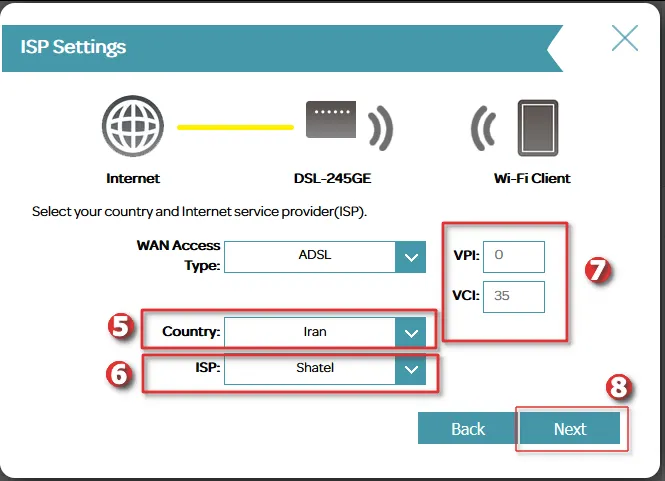 ISP Settings
Internet
DSL-245GE
Wi-Fi Client
Select your country and Internet service provider(ISP).
WAN Access
Type:
ADSL
VPI: 0
7
VCI: 35
5
Country: Iran
6
ISP: Shatel
8
Back
Next